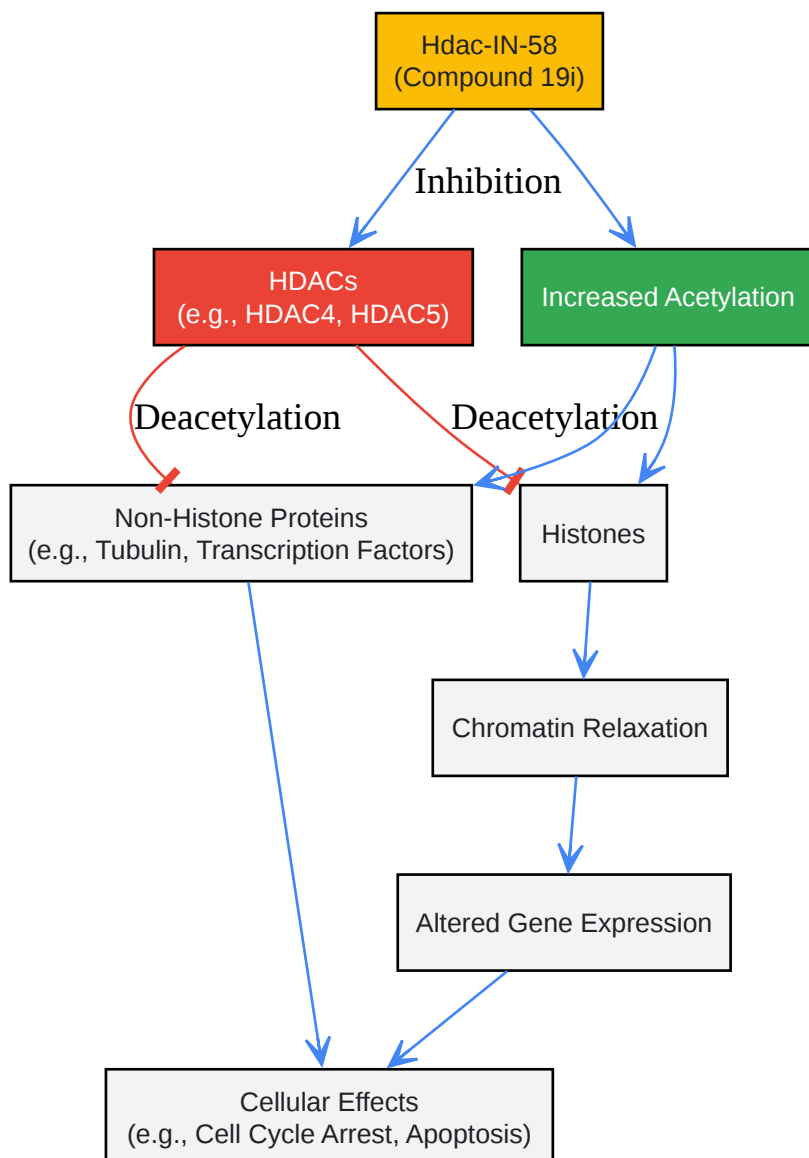 Hdac-IN-58
(Compound 19i)
Inhibition
HDACs
(e.g., HDAC4, HDAC5)
Increased Acetylation
Deacetylation
Deacetylation
Non-Histone Proteins
(e.g., Tubulin, Transcription Factors)
Histones
Chromatin Relaxation
Altered Gene Expression
Cellular Effects
(e.g., Cell Cycle Arrest, Apoptosis)